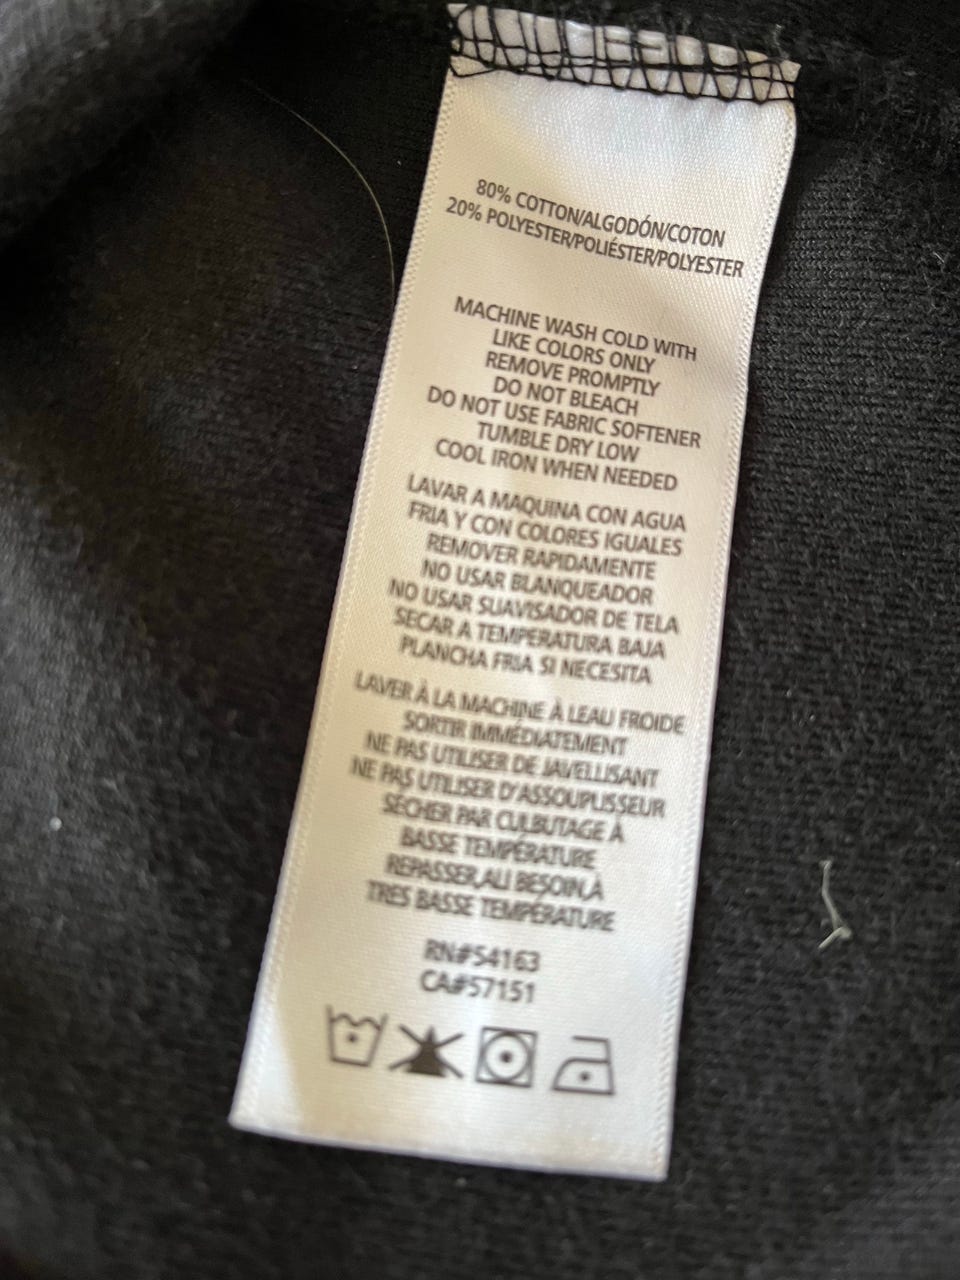 80% COTTON/ALGODÓN/COTON
20% POLYESTER/POLIÉSTER/POLYESTER
MACHINE WASH COLD WITH
LIKE COLORS ONLY
REMOVE PROMPTLY
DO NOT BLEACH
DO NOT USE FABRIC SOFTENER
TUMBLE DRY LOW
COOL IRON WHEN NEEDED
LAVAR A MAQUINA CON AGUA
FRIA Y CON COLORES IGUALES
REMOVER RAPIDAMENTE
NO USAR BLANQUEADOR
NO USAR SUAVISADOR DE TELA
SECAR A TEMPERATURA BAJA
PLANCHA FRIA SI NECESITA
LAVER À LA MACHINE À LEAU FROIDE
SORTIR IMMÉDIATEMENT
NE PAS UTILISER DE JAVELLISANT
NE PAS UTILISER D'ASSOUPLISSEUR
SÉCHER PAR CULBUTAGE À
BASSE TEMPÉRATURE
REPASSER,AU BESOIN,À
TRES BASSE TEMPÉRATURE
RN#54163
CA#57151